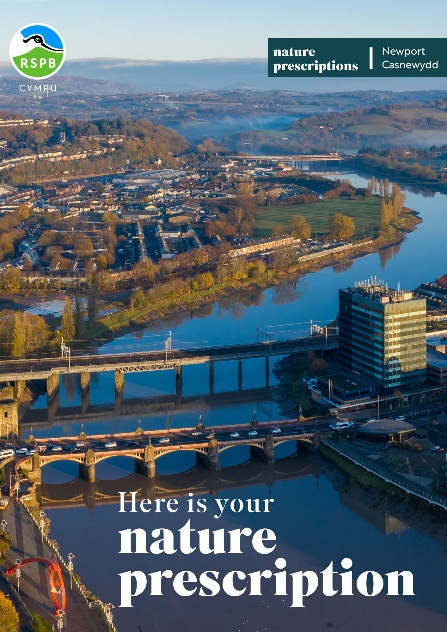 RSPB
CYMRU
nature
prescriptions
Newport
Casnewydd
Here is your
nature
prescription